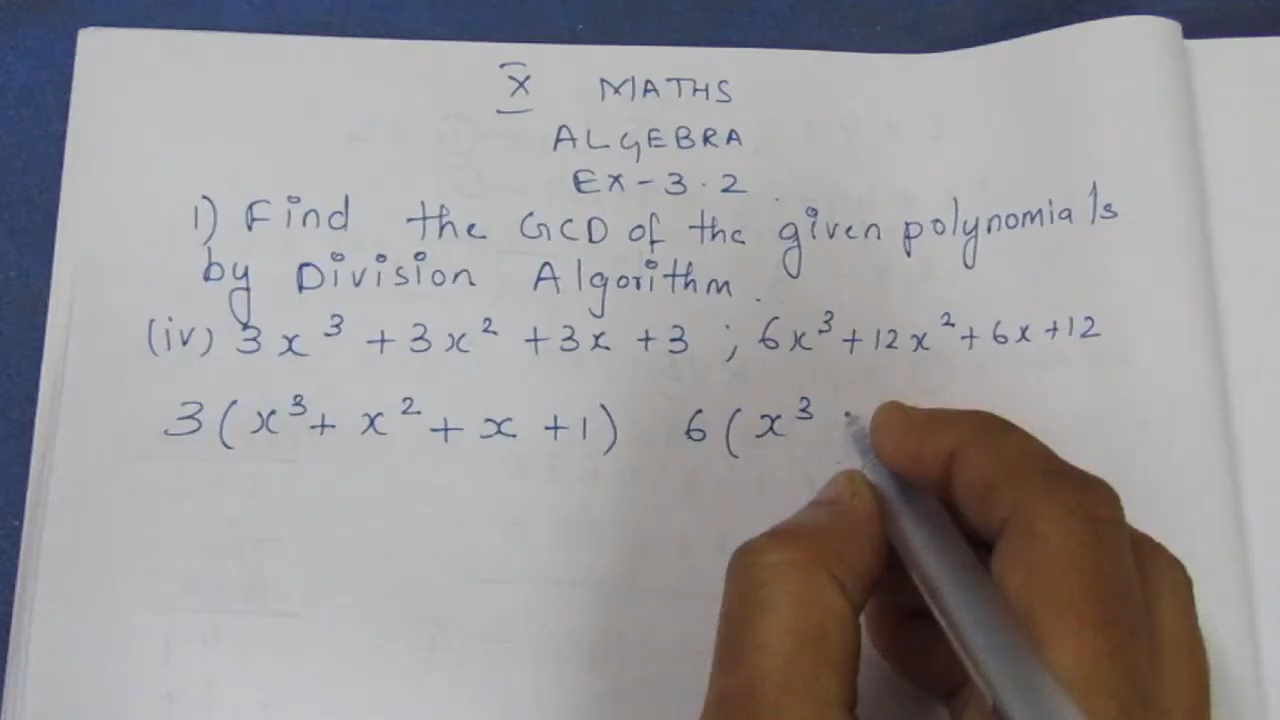 X MATHS
ALGEBRA
EX-3.2
1) Find the GCD of the given polynomials
by Division Algorithm.
(iv) 3x³ + 3x² + 3x + 3 ; 6x³ + 12x² + 6x + 12
3(x³ + x² + x + 1) 6(x³